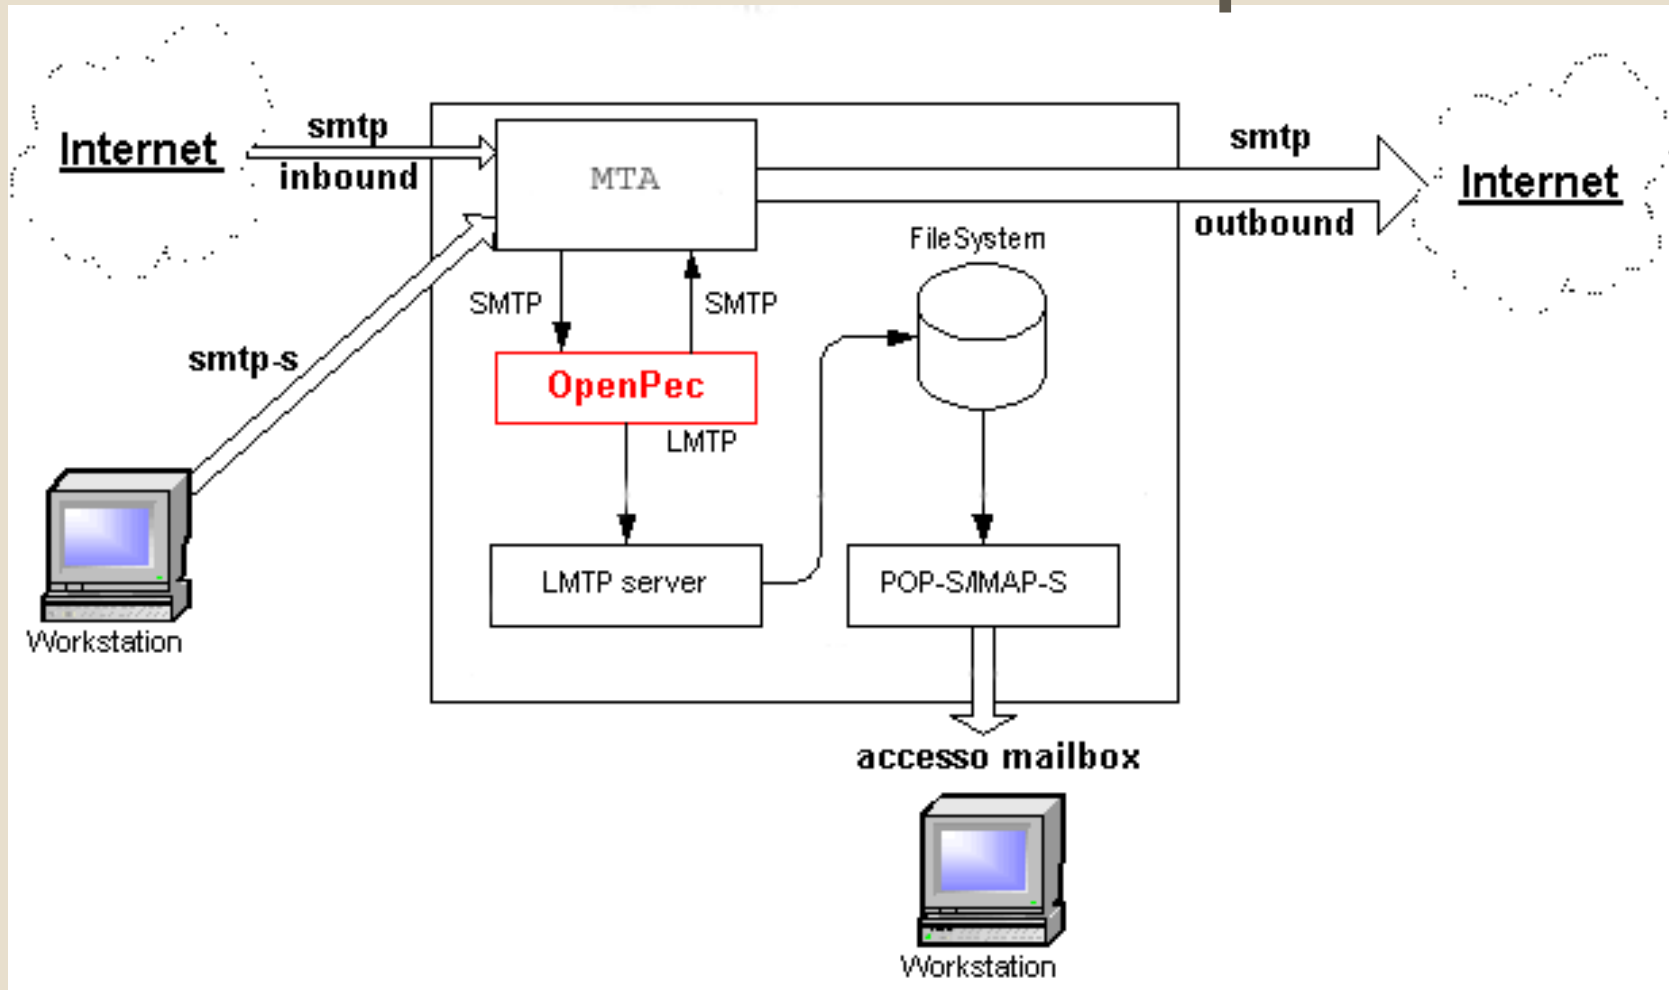 Internet
smtp
inbound
MTA
smtp
outbound
Internet
FileSystem
SMTP
SMTP
smtp-s
OpenPec
LMTP
LMTP server
POP-S/IMAP-S
Workstation
accesso mailbox
Workstation